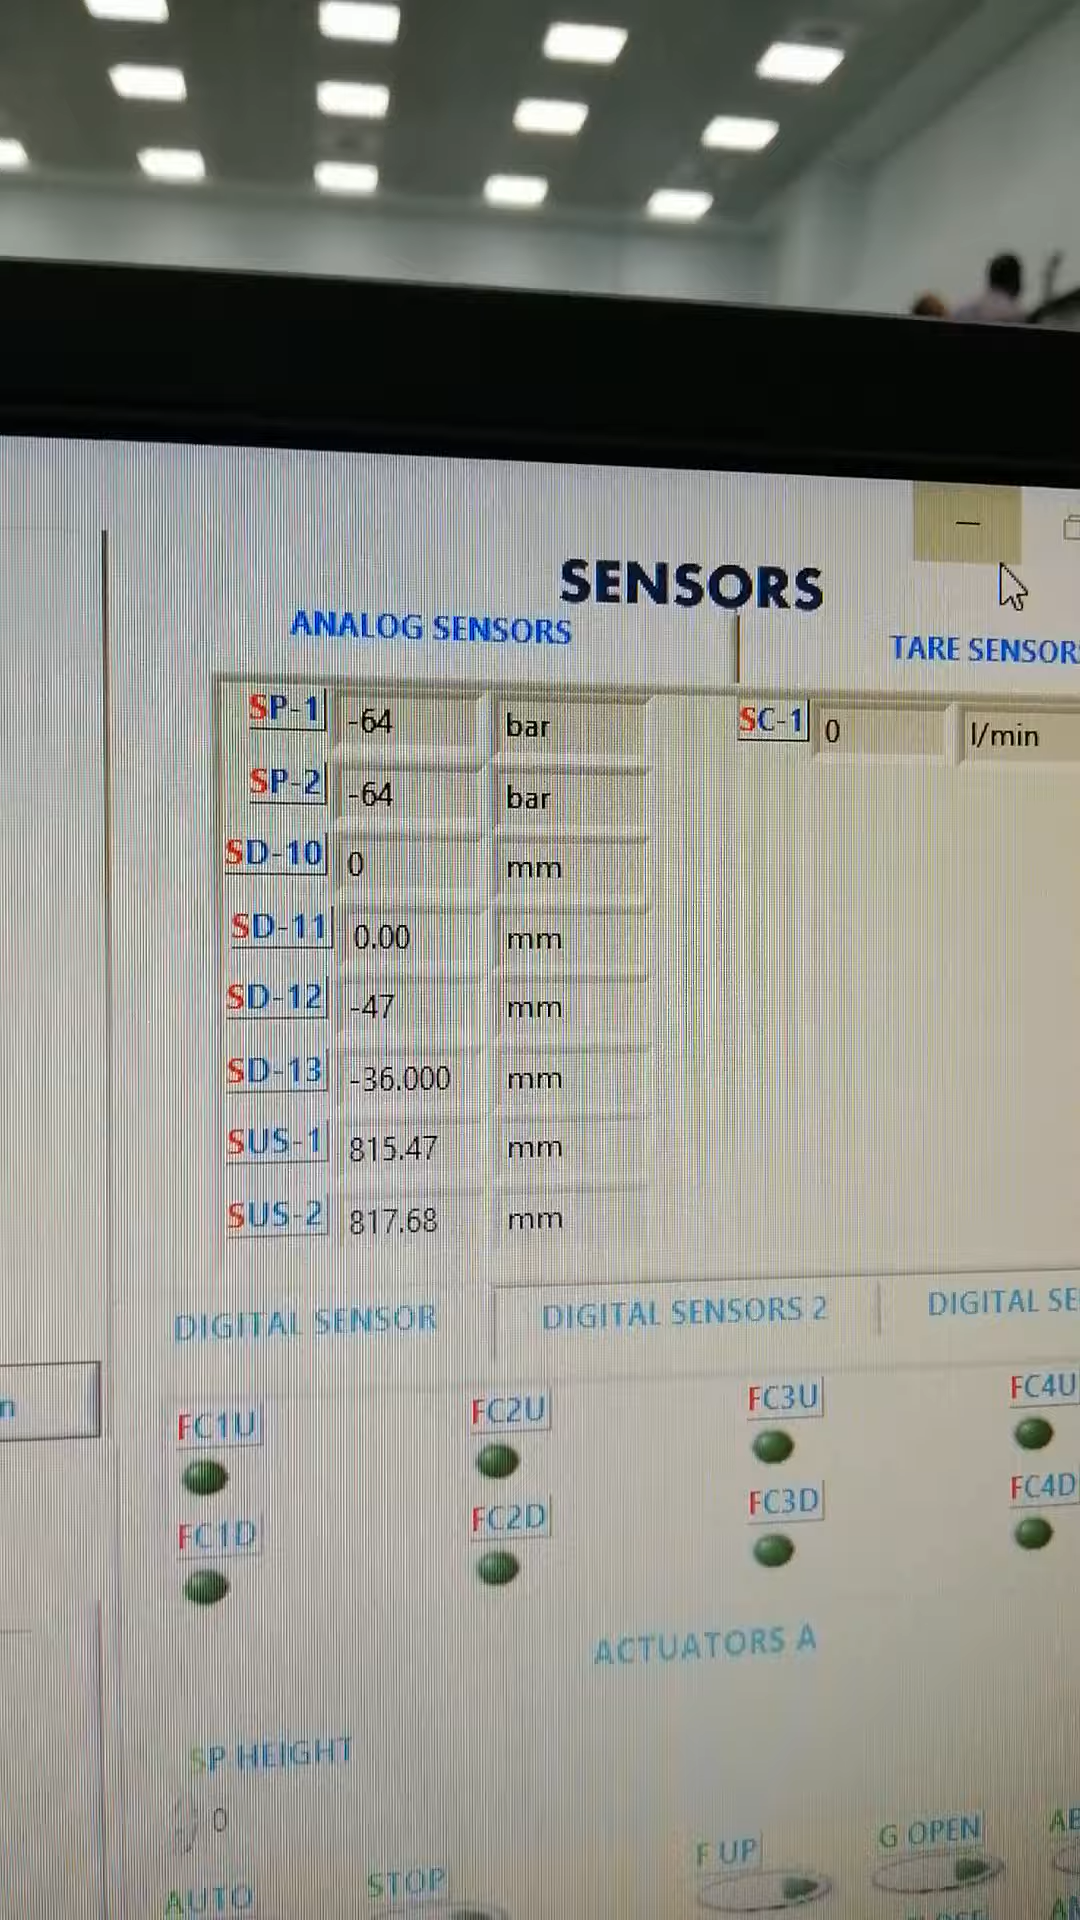 SENSORS
ANALOG SENSORS
TARE SENSOR
SP-1 -64 bar SC-1 0 l/min
SP-2 -64 bar
SD-10 0 mm
SD-11 0.00 mm
SD-12 -47 mm
SD-13 -36.000 mm
SUS-1 815.47 mm
SUS-2 817.68 mm
DIGITAL SENSOR DIGITAL SENSORS 2 DIGITAL SE
n
FC1U FC2U FC3U FC4U
FC1D FC2D FC3D FC4D
ACTUATORS A
SP HEIGHT
0
F UP G OPEN
AUTO STOP